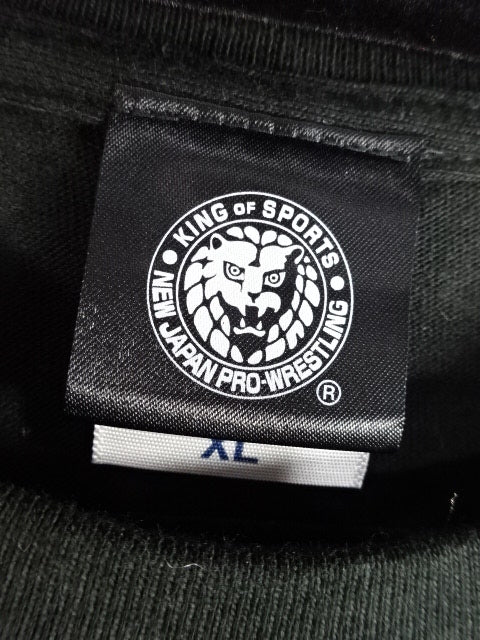 KING OF SPORTS
NEW JAPAN PRO-WRESTLING
®
XL